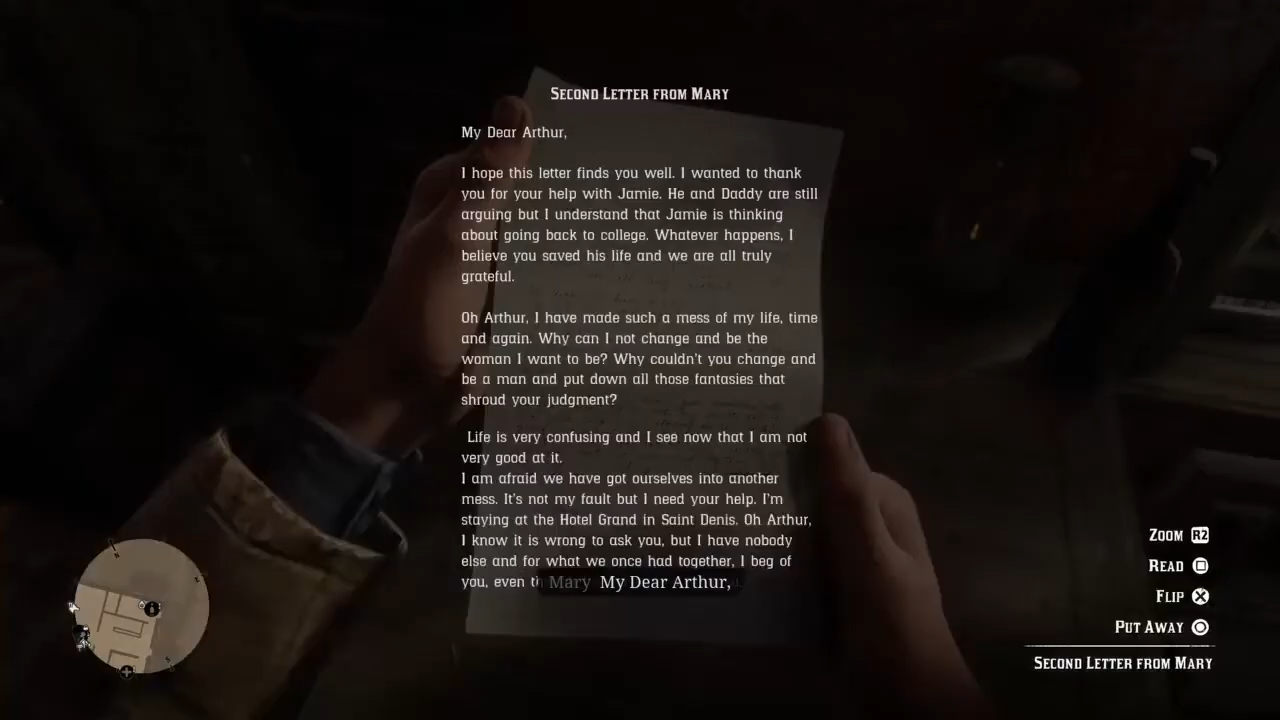 Second Letter from Mary
My Dear Arthur,
I hope this letter finds you well. I wanted to thank
you for your help with Jamie. He and Daddy are still
arguing but I understand that Jamie is thinking
about going back to college. Whatever happens, I
believe you saved his life and we are all truly
grateful.
Oh Arthur, I have made such a mess of my life, time
and again. Why can I not change and be the
woman I want to be? Why couldn't you change and
be a man and put down all those fantasies that
shroud your judgment?
Life is very confusing and I see now that I am not
very good at it.
I am afraid we have got ourselves into another
mess. It's not my fault but I need your help. I'm
staying at the Hotel Grand in Saint Denis. Oh Arthur,
I know it is wrong to ask you, but I have nobody
else and for what we once had together, I beg of
you, even
Mary My Dear Arthur,
Zoom R2
Read
Flip
Put Away
Second Letter from Mary